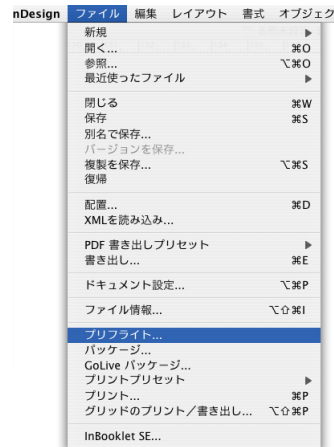 nDesign ファイル 編集 レイアウト 書式 オブジェク
新規
開く... ⌘O
参照... ⌥⌘O
最近使ったファイル
閉じる ⌘W
保存 ⌘S
別名で保存...
バージョンを保存...
複製を保存... ⌥⌘S
復帰
配置... ⌘D
XMLを読み込み...
PDF 書き出しプリセット
書き出し... ⌘E
ドキュメント設定... ⌥⌘P
ファイル情報... ⌥⇧⌘I
プリフライト...
パッケージ...
GoLive パッケージ...
プリントプリセット
プリント... ⌘P
グリッドのプリント／書き出し... ⌥⇧⌘P
InBooklet SE...